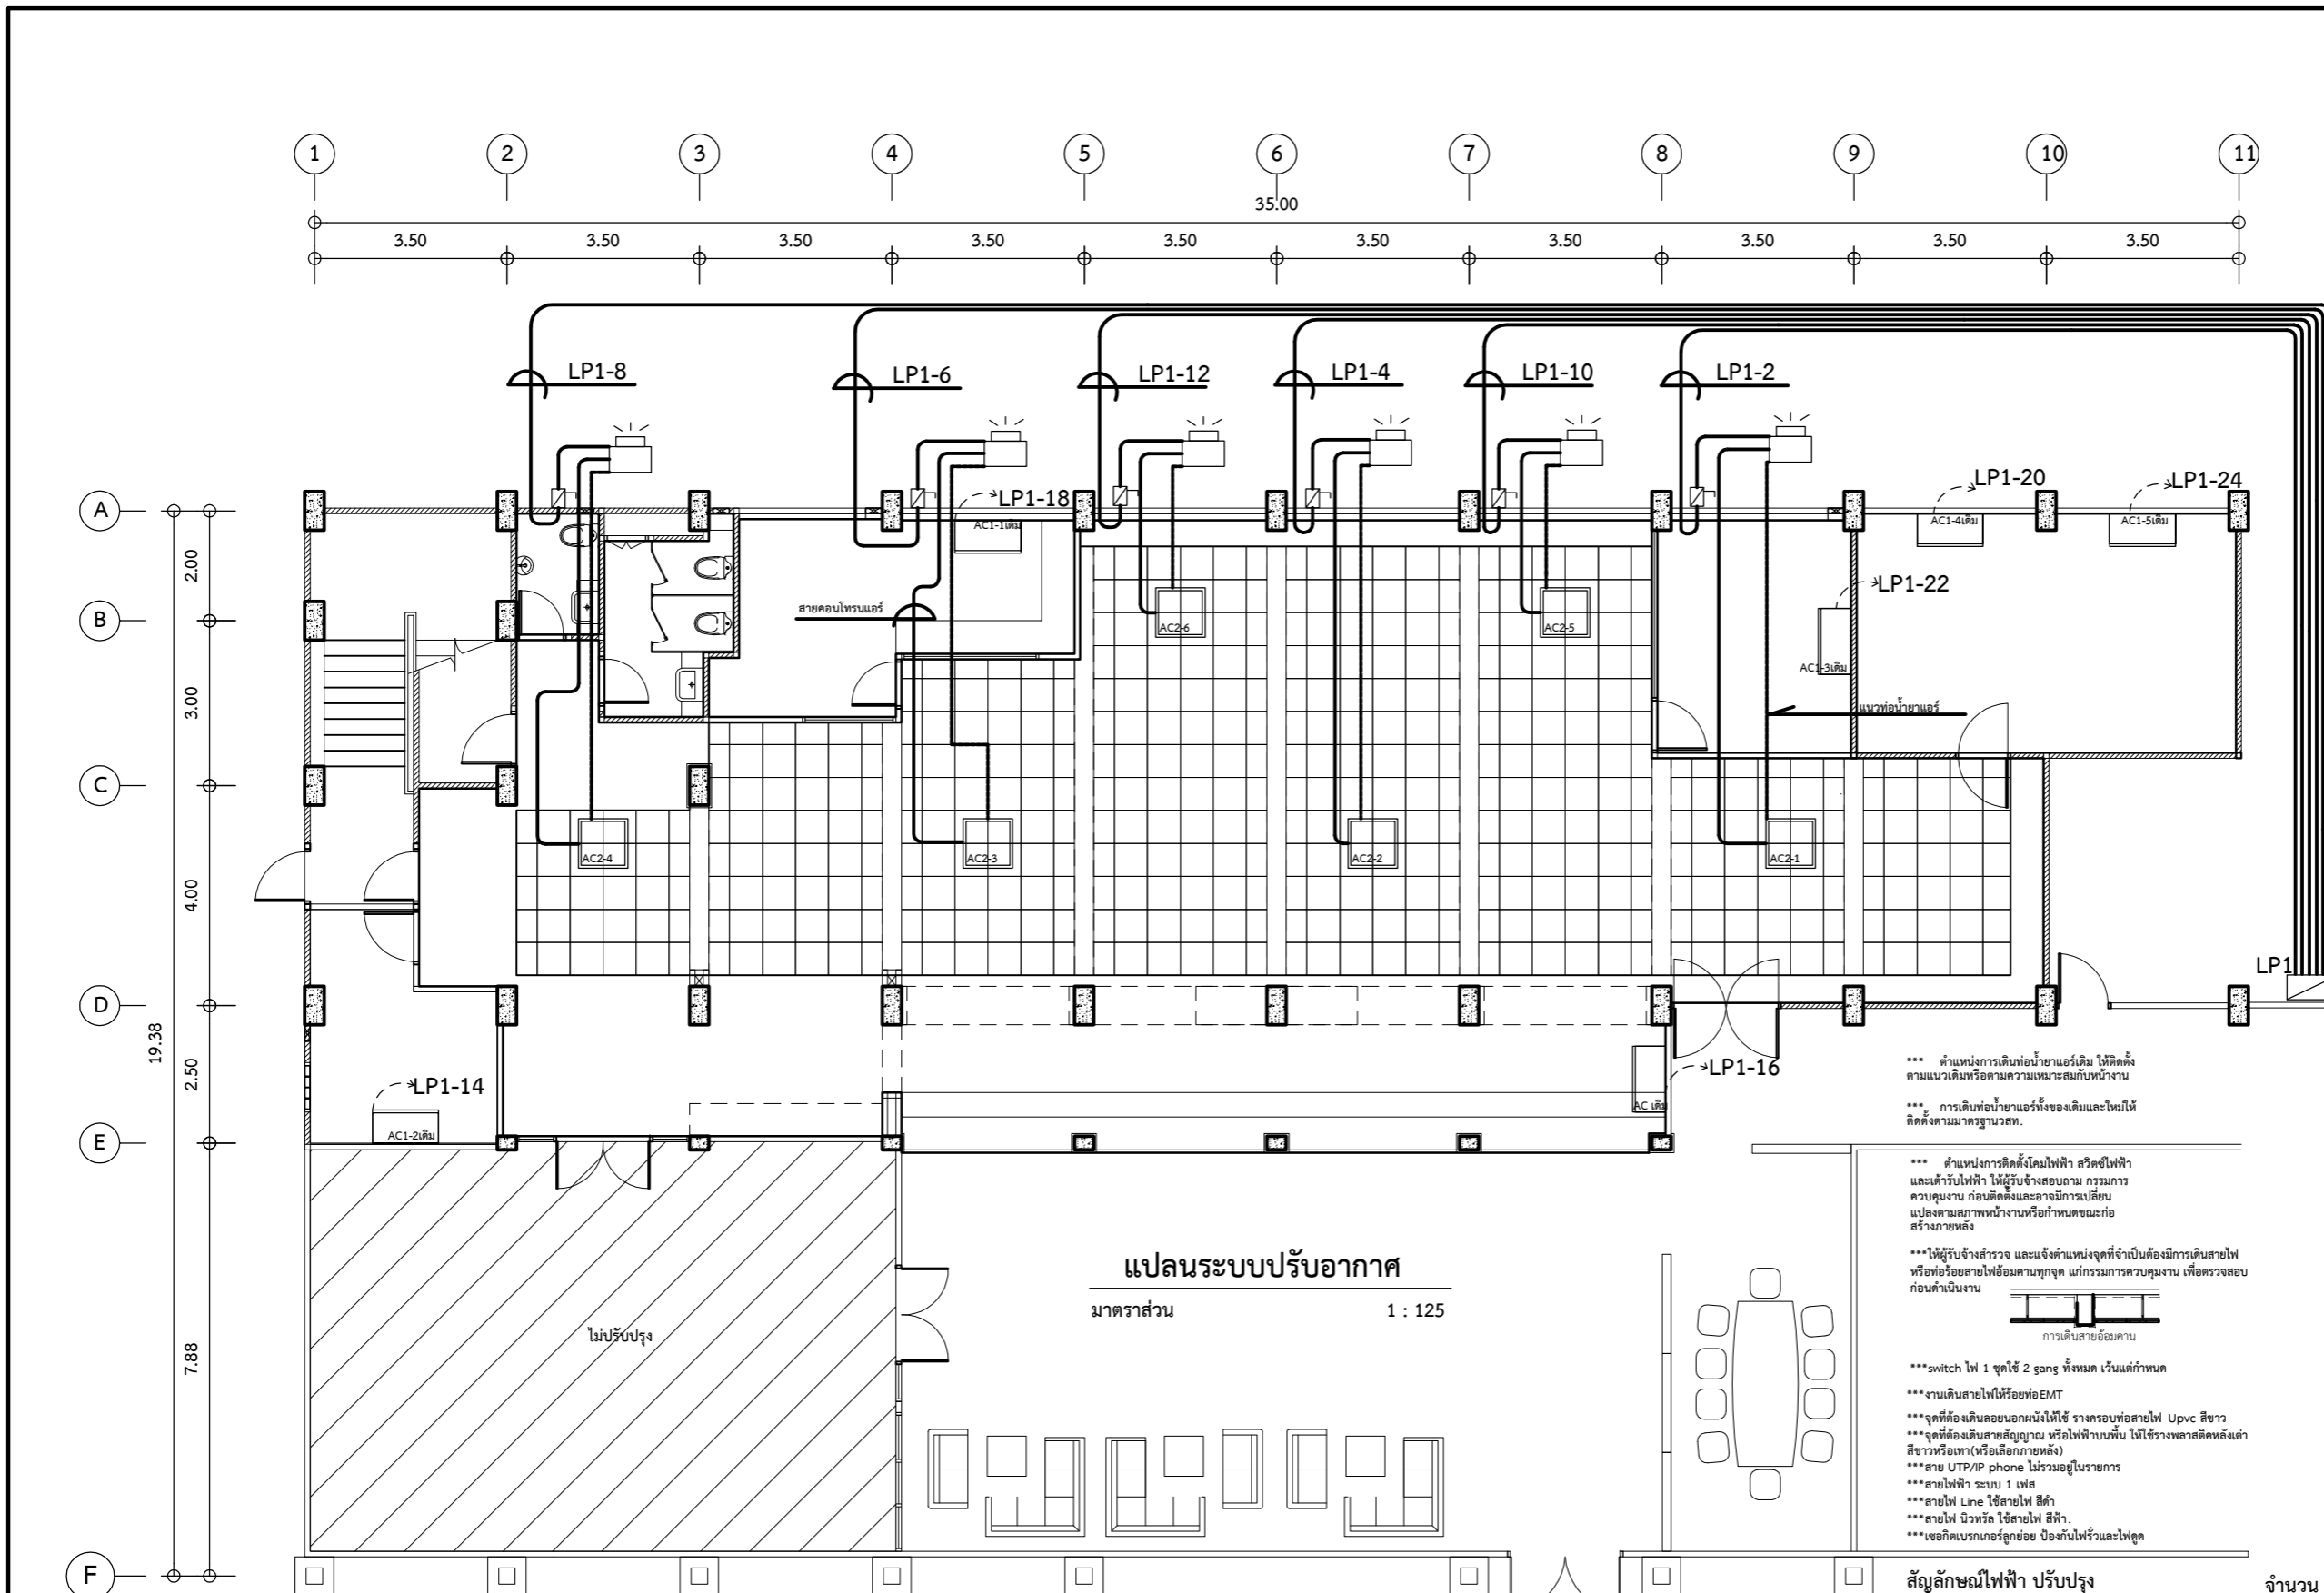 1 2 3 4 5 6 7 8 9 10 11
35.00
3.50 3.50 3.50 3.50 3.50 3.50 3.50 3.50 3.50 3.50
LP1-8 LP1-6 LP1-12 LP1-4 LP1-10 LP1-2
A
LP1-18
LP1-20
LP1-24
AC1-1เดิม
AC1-4เดิม
AC1-5เดิม
2.00
LP1-22
B
สายคอนโทรนแอร์
AC2-6
AC2-5
AC1-3เดิม
3.00
แนวท่อน้ำยาแอร์
C
AC2-4
AC2-3
AC2-2
AC2-1
4.00
LP1
D
19.38
2.50
LP1-14
LP1-16
AC เดิม
AC1-2เดิม
E
*** ตำแหน่งการเดินท่อน้ำยาแอร์เดิม ให้ติดตั้ง
ตามแนวเดิมหรือตามความเหมาะสมกับหน้างาน
*** การเดินท่อน้ำยาแอร์ทั้งของเดิมและใหม่ให้
ติดตั้งตามมาตรฐานวสท.
*** ตำแหน่งการติดตั้งโคมไฟฟ้า สวิตช์ไฟฟ้า
และเต้ารับไฟฟ้า ให้ผู้รับจ้างสอบถาม กรรมการ
ควบคุมงาน ก่อนติดตั้งและอาจมีการเปลี่ยน
แปลงตามสภาพหน้างานหรือกำหนดขณะก่อ
สร้างภายหลัง
***ให้ผู้รับจ้างสำรวจ และแจ้งตำแหน่งจุดที่จำเป็นต้องมีการเดินสายไฟ
หรือท่อร้อยสายไฟอ้อมคานทุกจุด แก่กรรมการควบคุมงาน เพื่อตรวจสอบ
ก่อนดำเนินงาน
การเดินสายอ้อมคาน
แปลนระบบปรับอากาศ
มาตราส่วน 1 : 125
ไม่ปรับปรุง
7.88
***switch ไฟ 1 ชุดใช้ 2 gang ทั้งหมด เว้นแต่กำหนด
***งานเดินสายไฟให้ร้อยท่อEMT
***จุดที่ต้องเดินลอยนอกผนังให้ใช้ รางครอบท่อสายไฟ Upvc สีขาว
***จุดที่ต้องเดินสายสัญญาณ หรือไฟฟ้าบนพื้น ให้ใช้รางพลาสติคหลังเต่า
สีขาวหรือเทา(หรือเลือกภายหลัง)
***สาย UTP/IP phone ไม่รวมอยู่ในรายการ
***สายไฟฟ้า ระบบ 1 เฟส
***สายไฟ Line ใช้สายไฟ สีดำ
***สายไฟ นิวทรัล ใช้สายไฟ สีฟ้า.
***เซอกิตเบรกเกอร์ลูกย่อย ป้องกันไฟรั่วและไฟดูด
F
สัญลักษณ์ไฟฟ้า ปรับปรุง จำนวน